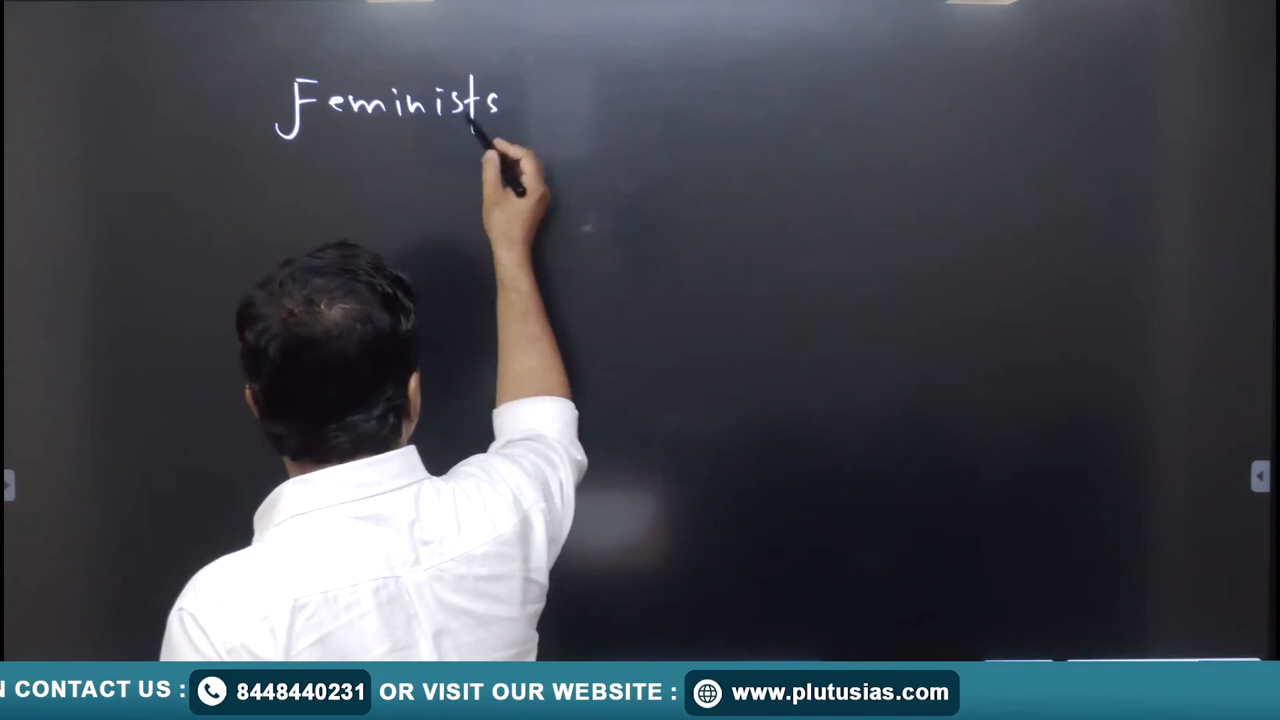 Feminists
N CONTACT US : 8448440231 OR VISIT OUR WEBSITE : www.plutusias.com